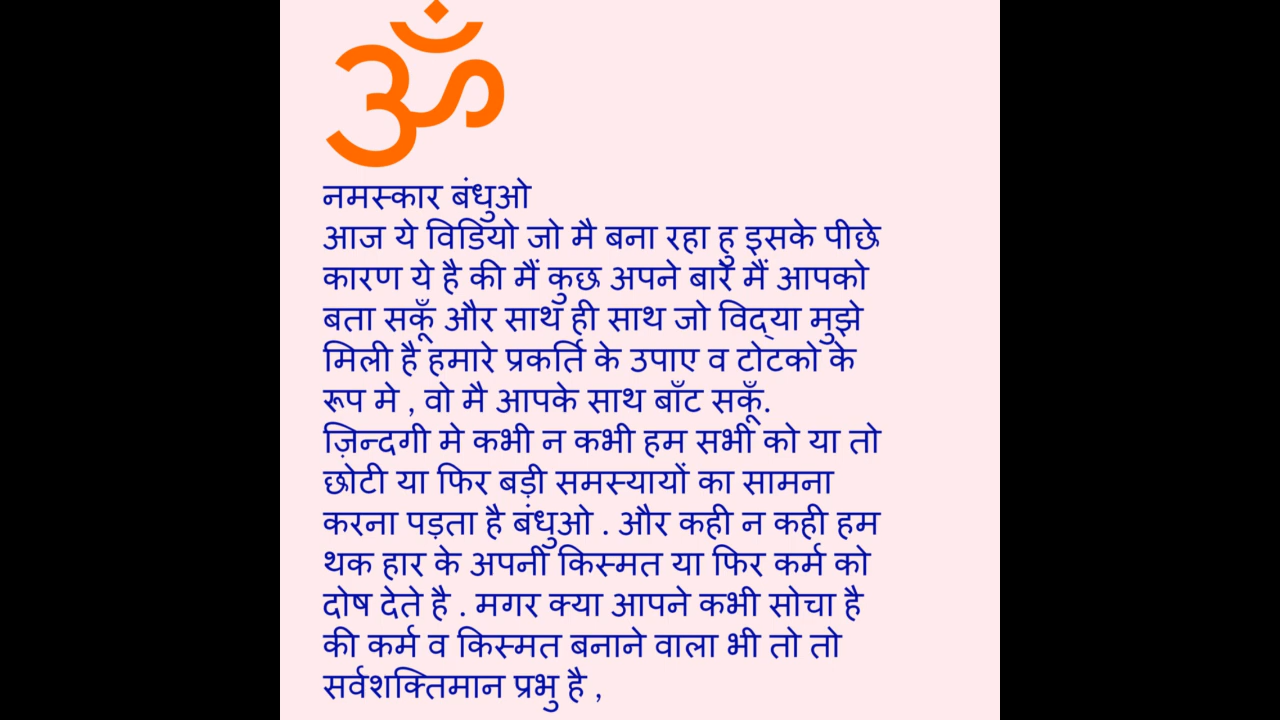 ॐ
नमस्कार बंधुओ
आज ये विडियो जो मै बना रहा हु इसके पीछे
कारण ये है की मैं कुछ अपने बारे मैं आपको
बता सकूँ और साथ ही साथ जो विद्‌या मुझे
मिली है हमारे प्रकर्ति के उपाए व टोटको के
रूप मे , वो मै आपके साथ बाँट सकूँ.
ज़िन्दगी मे कभी न कभी हम सभी को या तो
छोटी या फिर बड़ी समस्यायों का सामना
करना पड़ता है बंधुओ . और कही न कही हम
थक हार के अपनी किस्मत या फिर कर्म को
दोष देते है . मगर क्या आपने कभी सोचा है
की कर्म व किस्मत बनाने वाला भी तो तो
सर्वशक्तिमान प्रभु है ,